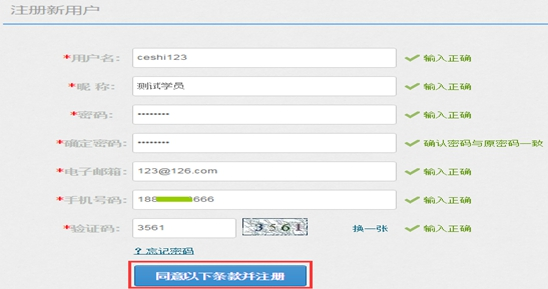 注册新用户
*用户名: ceshi123 输入正确
*昵 称: 测试学员 输入正确
*密码: ******** 输入正确
*确定密码: ******** 确认密码与原密码一致
*电子邮箱: 123@126.com 输入正确
*手机号码: 188 666 输入正确
*验证码: 3561 3561 换一张 输入正确
? 忘记密码
同意以下条款并注册